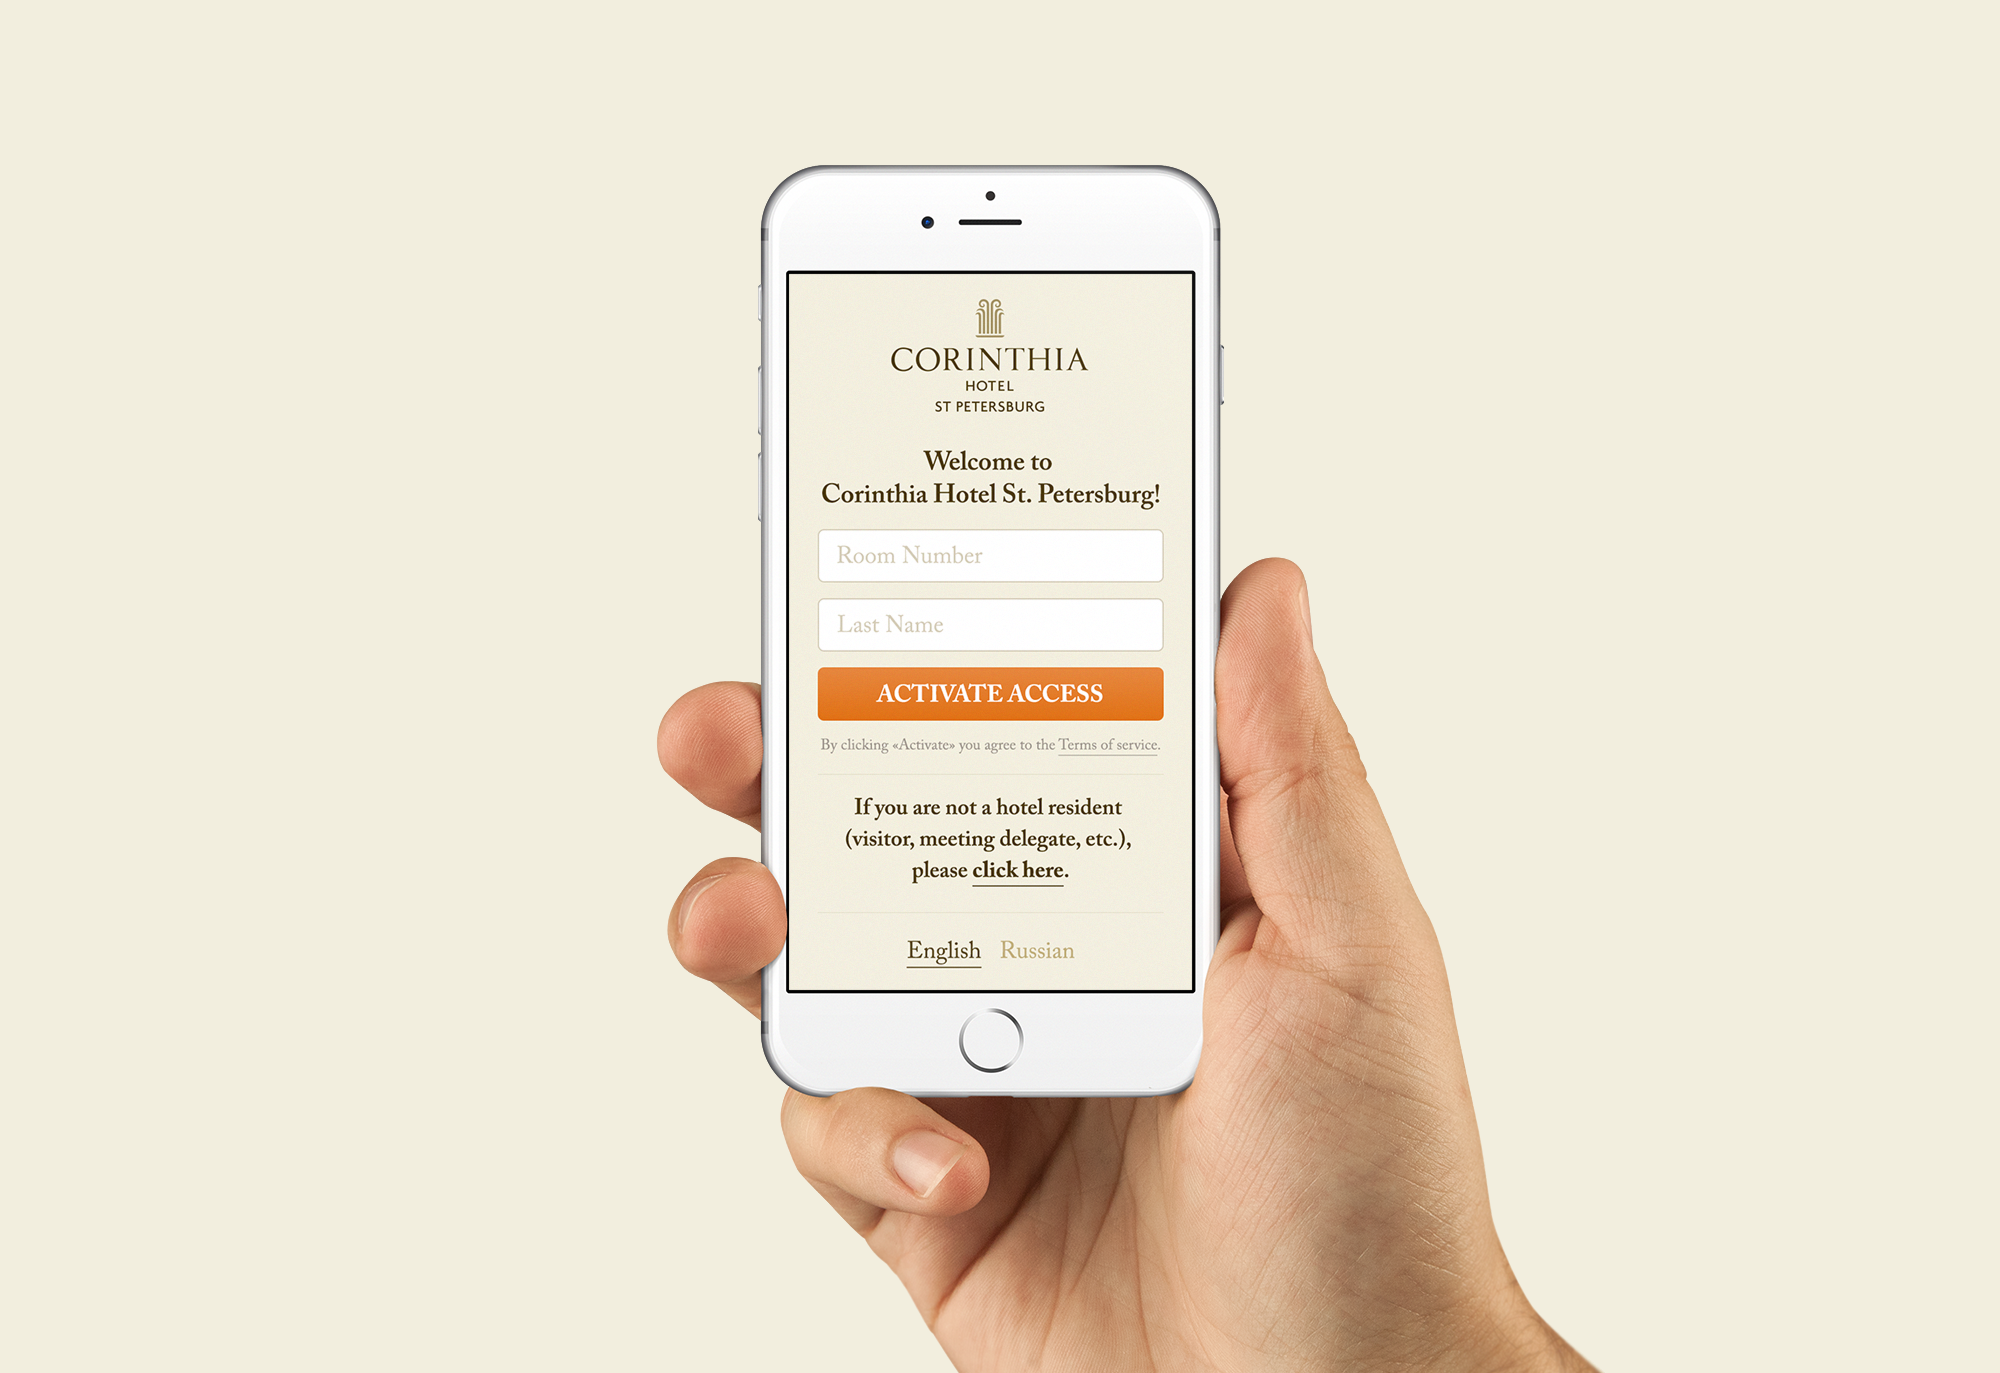 CORINTHIA
HOTEL
ST PETERSBURG
Welcome to
Corinthia Hotel St. Petersburg!
Room Number
Last Name
ACTIVATE ACCESS
By clicking «Activate» you agree to the Terms of service.
If you are not a hotel resident
(visitor, meeting delegate, etc.),
please click here.
English Russian